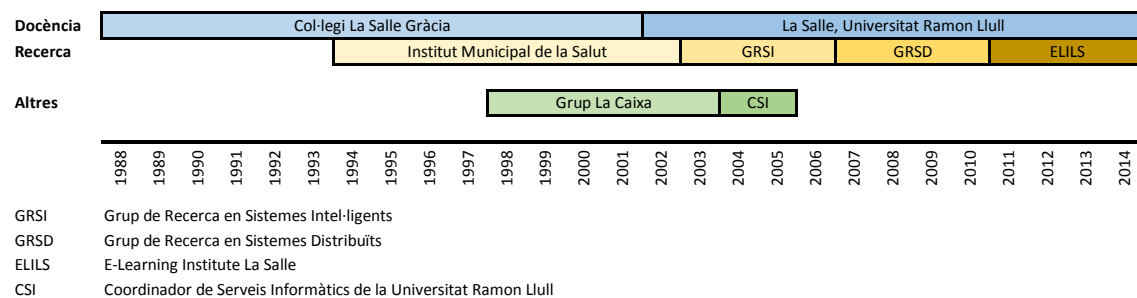 Docència Col·legi La Salle Gràcia La Salle, Universitat Ramon Llull
Recerca Institut Municipal de la Salut GRSI GRSD ELILS
Altres Grup La Caixa CSI
1988 1989 1990 1991 1992 1993 1994 1995 1996 1997 1998 1999 2000 2001 2002 2003 2004 2005 2006 2007 2008 2009 2010 2011 2012 2013 2014
GRSI Grup de Recerca en Sistemes Intel·ligents
GRSD Grup de Recerca en Sistemes Distribuïts
ELILS E-Learning Institute La Salle
CSI Coordinador de Serveis Informàtics de la Universitat Ramon Llull